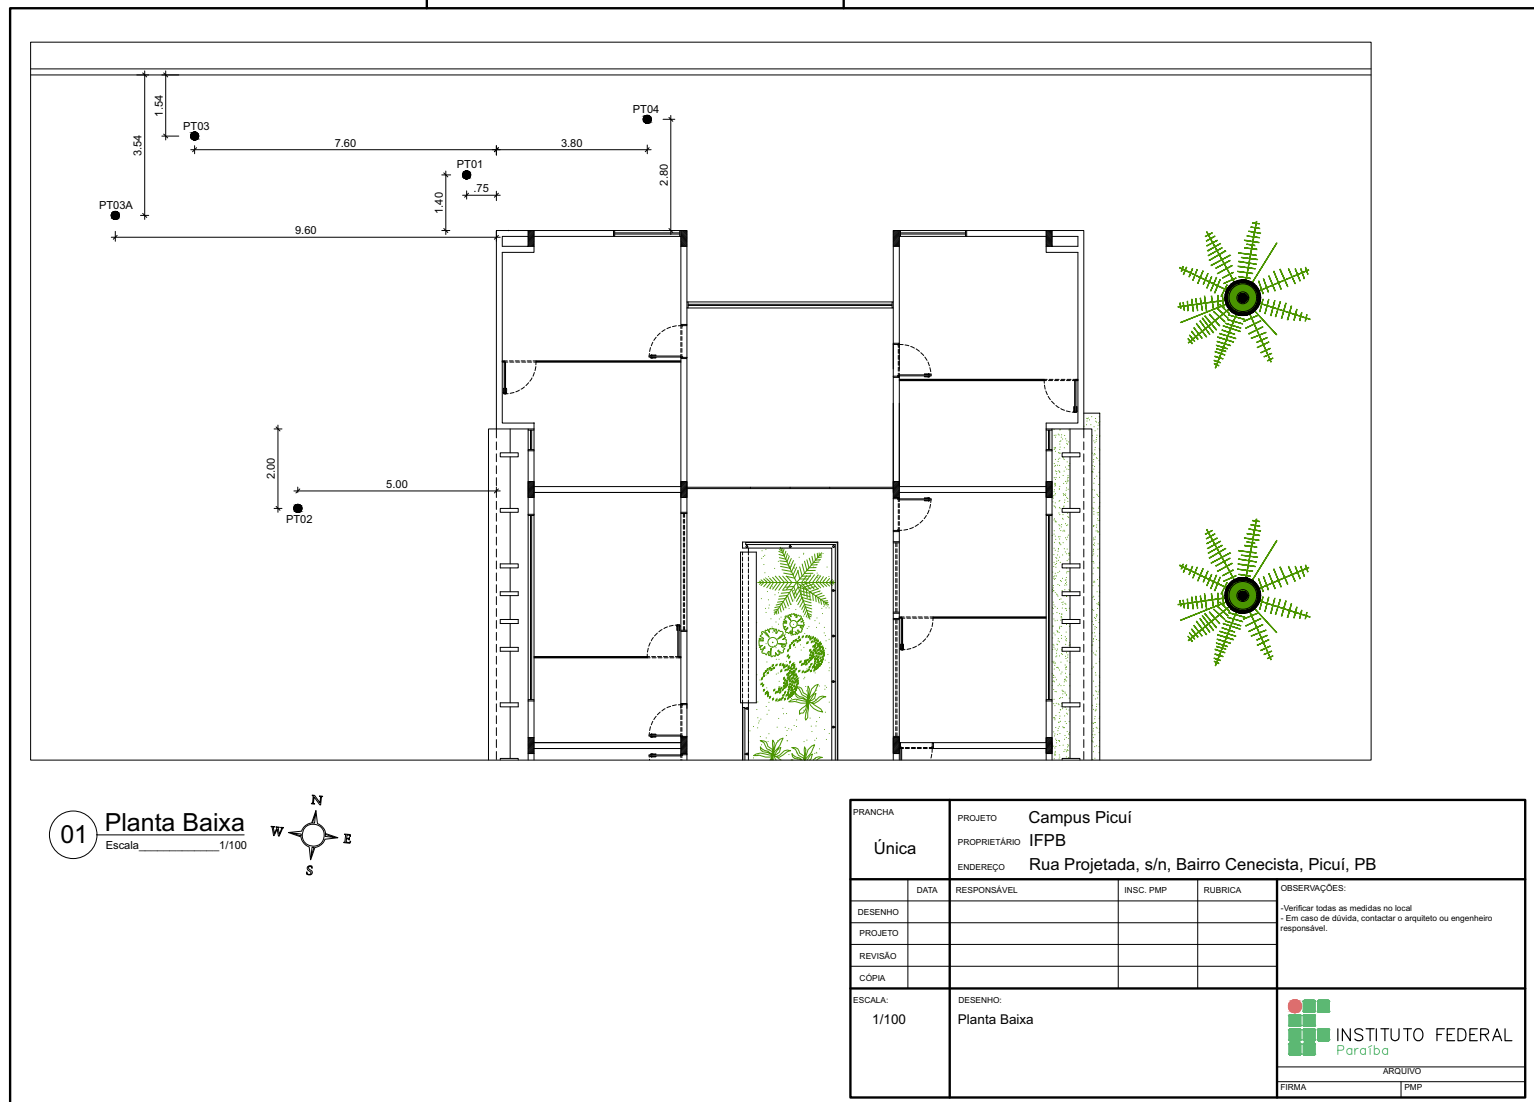 1.54
3.54
PT03
PT04
7.60
3.80
PT01
2.80
.75
1.40
PT03A
9.60
2.00
5.00
PT02
01
Planta Baixa
Escala_____________1/100
N
W
E
S
PRANCHA
Única
PROJETO Campus Picuí
PROPRIETÁRIO IFPB
ENDEREÇO Rua Projetada, s/n, Bairro Cenecista, Picuí, PB
DATA RESPONSÁVEL INSC. PMP RUBRICA
DESENHO
PROJETO
REVISÃO
CÓPIA
OBSERVAÇÕES:
-Verificar todas as medidas no local
- Em caso de dúvida, contactar o arquiteto ou engenheiro
responsável.
ESCALA:
1/100
DESENHO:
Planta Baixa
INSTITUTO FEDERAL
Paraíba
ARQUIVO
FIRMA PMP